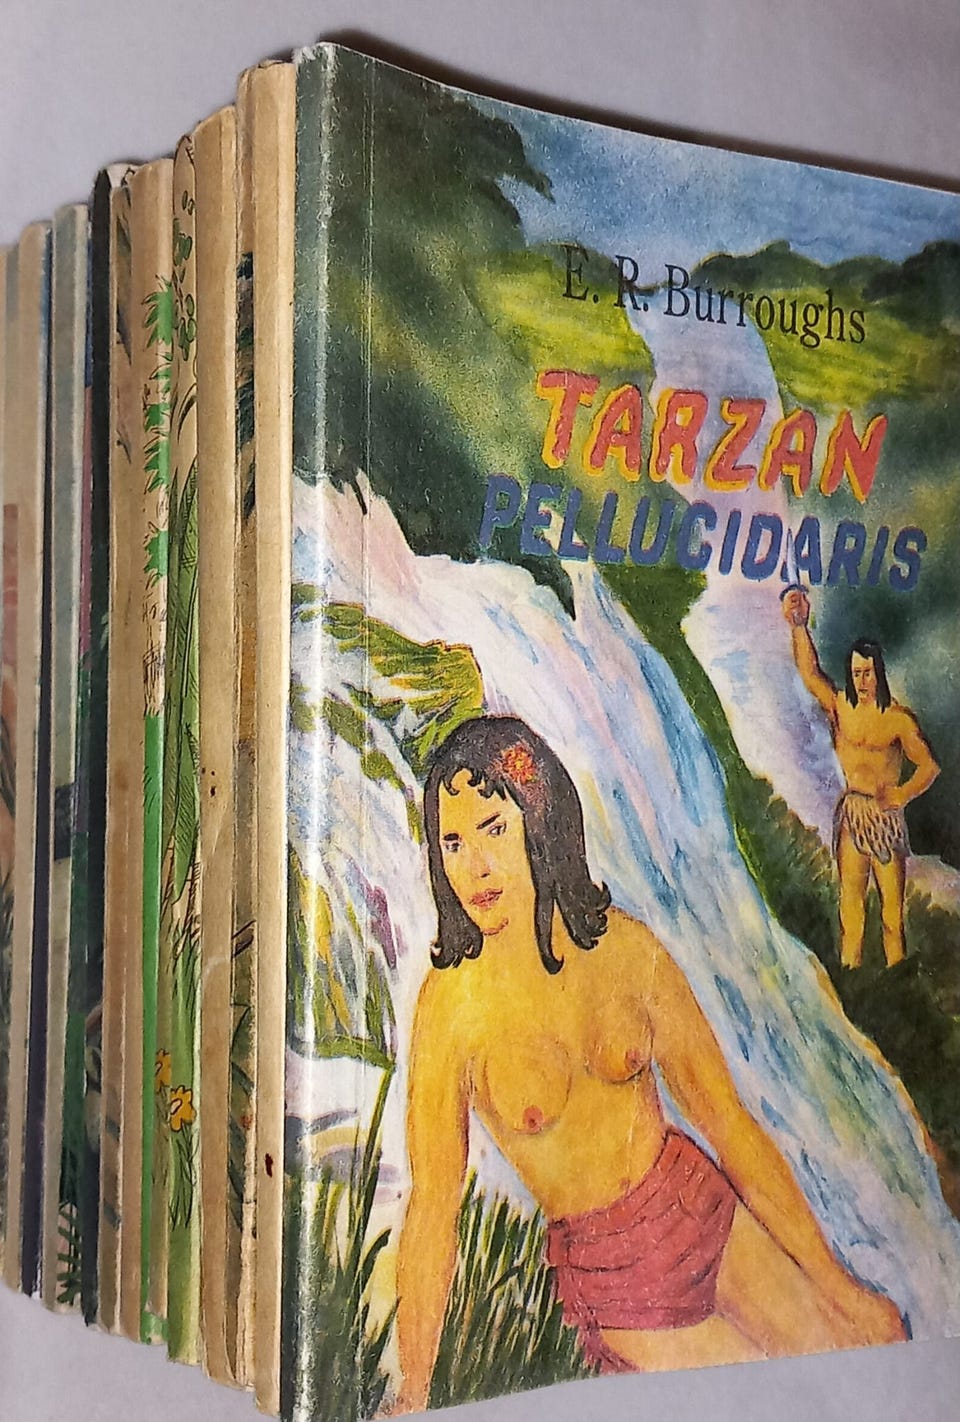 E. R. Burroughs
TARZAN
PELLUCIDARIS